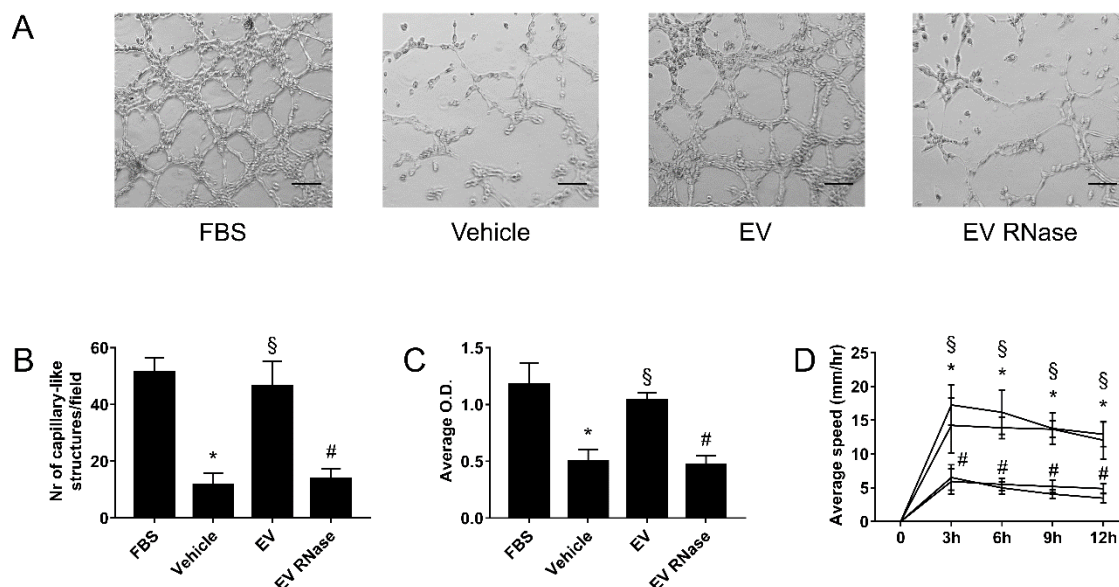 A
FBS
Vehicle
EV
EV RNase
B
Nr of capillary-like
structures/field
60
40
20
0
*
§
#
FBS
Vehicle
EV
EV RNase
C
Average O.D.
1.5
1.0
0.5
0.0
*
§
#
FBS
Vehicle
EV
EV RNase
D
Average speed (mm/hr)
25
20
15
10
5
0
§ § § §
* * * *
# # # #
0 3h 6h 9h 12h